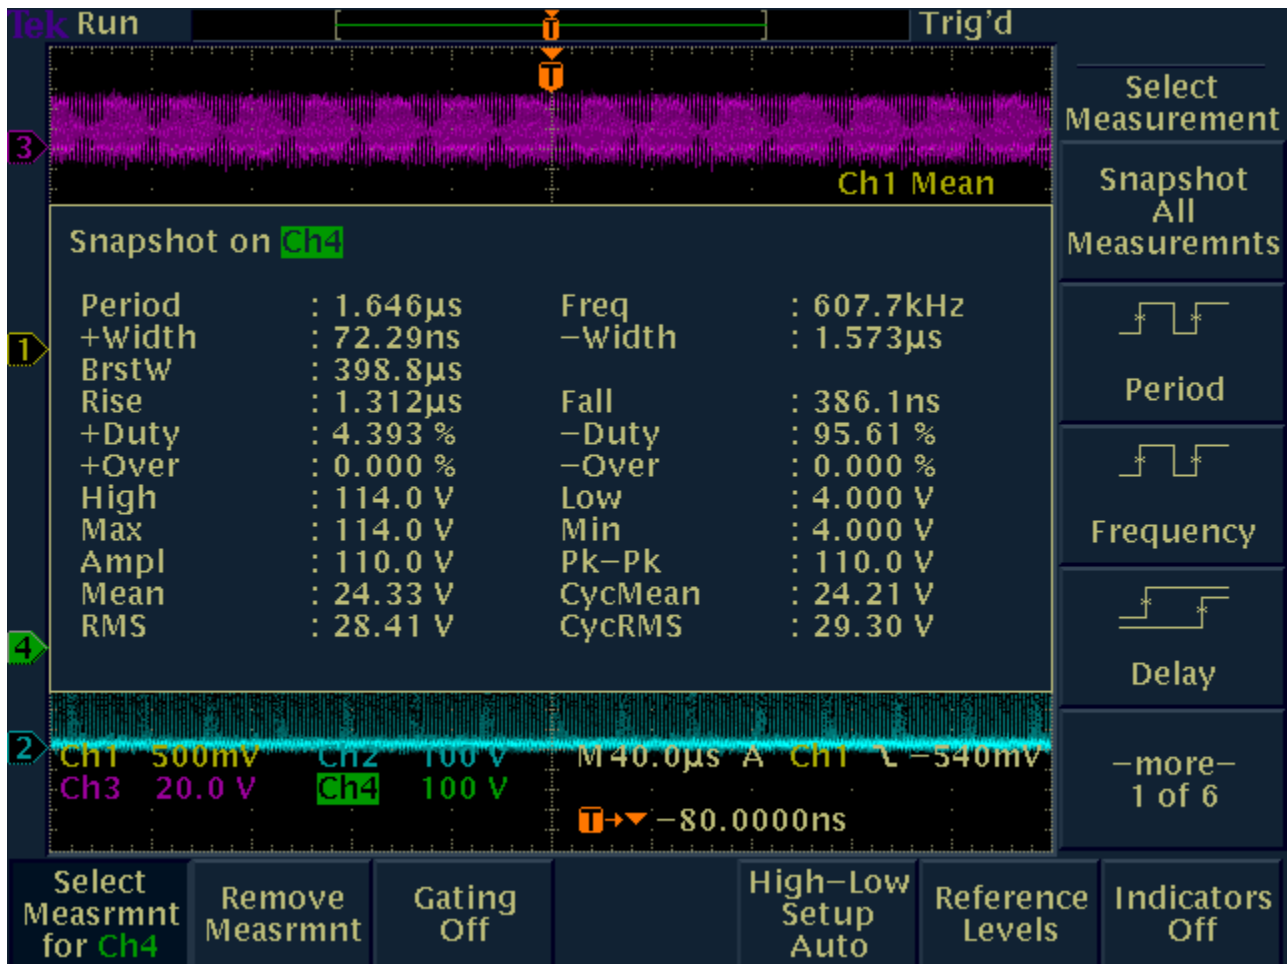 Tek Run Trig'd
T
T
3
Ch1 Mean
Snapshot on Ch4
Period : 1.646µs Freq : 607.7kHz
+Width : 72.29ns −Width : 1.573µs
BrstW : 398.8µs
Rise : 1.312µs Fall : 386.1ns
+Duty : 4.393 % −Duty : 95.61 %
+Over : 0.000 % −Over : 0.000 %
High : 114.0 V Low : 4.000 V
Max : 114.0 V Min : 4.000 V
Ampl : 110.0 V Pk−Pk : 110.0 V
Mean : 24.33 V CycMean : 24.21 V
RMS : 28.41 V CycRMS : 29.30 V
1
4
2
Ch1 500mV Ch2 100 V M 40.0µs A Ch1 −540mV
Ch3 20.0 V Ch4 100 V
T→▼ −80.0000ns
Select
Measurement
Snapshot
All
Measuremnts
Period
Frequency
Delay
−more−
1 of 6
Select
Measrmnt
for Ch4
Remove
Measrmnt
Gating
Off
High−Low
Setup
Auto
Reference
Levels
Indicators
Off